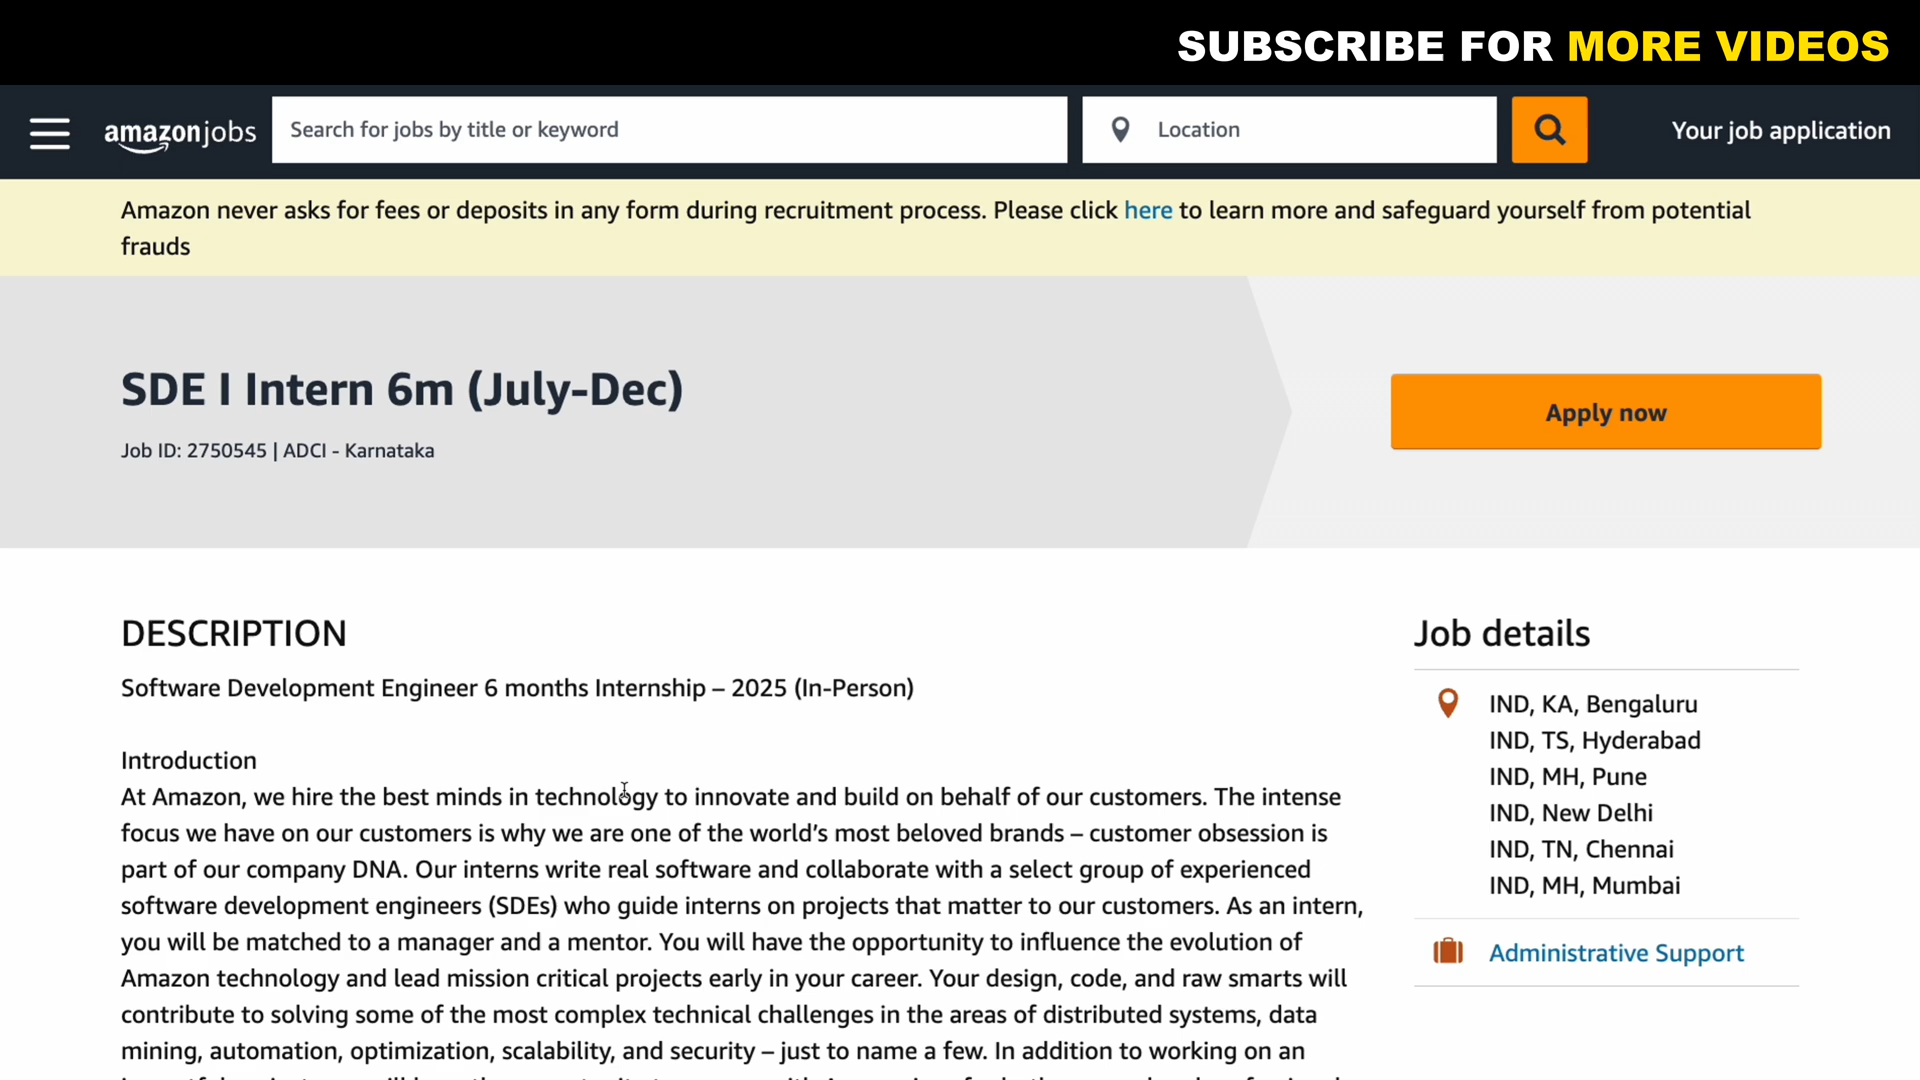 SUBSCRIBE FOR MORE VIDEOS
amazon jobs
Search for jobs by title or keyword
Location
Your job application
Amazon never asks for fees or deposits in any form during recruitment process. Please click here to learn more and safeguard yourself from potential
frauds
SDE I Intern 6m (July-Dec)
Job ID: 2750545 | ADCI - Karnataka
Apply now
DESCRIPTION
Software Development Engineer 6 months Internship – 2025 (In-Person)
Introduction
At Amazon, we hire the best minds in technology to innovate and build on behalf of our customers. The intense
focus we have on our customers is why we are one of the world’s most beloved brands – customer obsession is
part of our company DNA. Our interns write real software and collaborate with a select group of experienced
software development engineers (SDEs) who guide interns on projects that matter to our customers. As an intern,
you will be matched to a manager and a mentor. You will have the opportunity to influence the evolution of
Amazon technology and lead mission critical projects early in your career. Your design, code, and raw smarts will
contribute to solving some of the most complex technical challenges in the areas of distributed systems, data
mining, automation, optimization, scalability, and security – just to name a few. In addition to working on an
Job details
IND, KA, Bengaluru
IND, TS, Hyderabad
IND, MH, Pune
IND, New Delhi
IND, TN, Chennai
IND, MH, Mumbai
Administrative Support